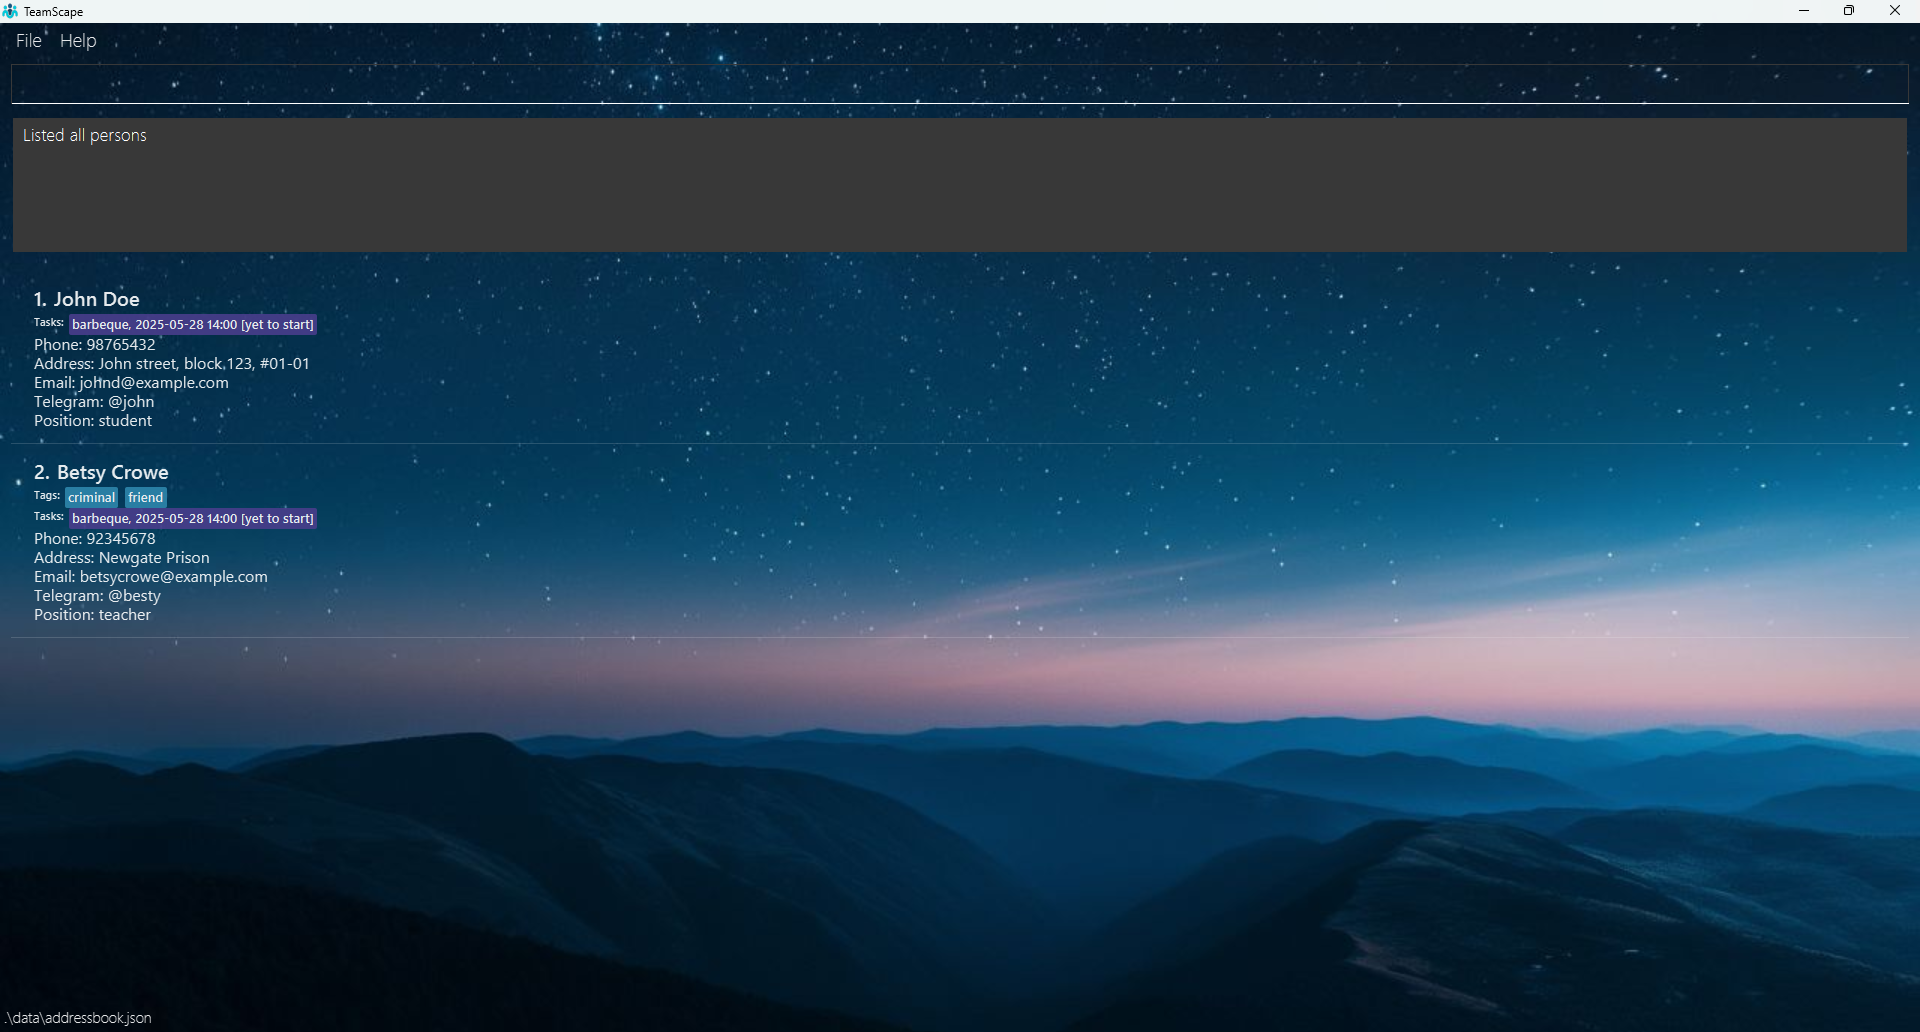 TeamScape
File Help
Listed all persons
1. John Doe
Tasks: barbeque, 2025-05-28 14:00 [yet to start]
Phone: 98765432
Address: John street, block 123, #01-01
Email: johnd@example.com
Telegram: @john
Position: student
2. Betsy Crowe
Tags: criminal friend
Tasks: barbeque, 2025-05-28 14:00 [yet to start]
Phone: 92345678
Address: Newgate Prison
Email: betsycrowe@example.com
Telegram: @besty
Position: teacher
.\data\addressbook.json